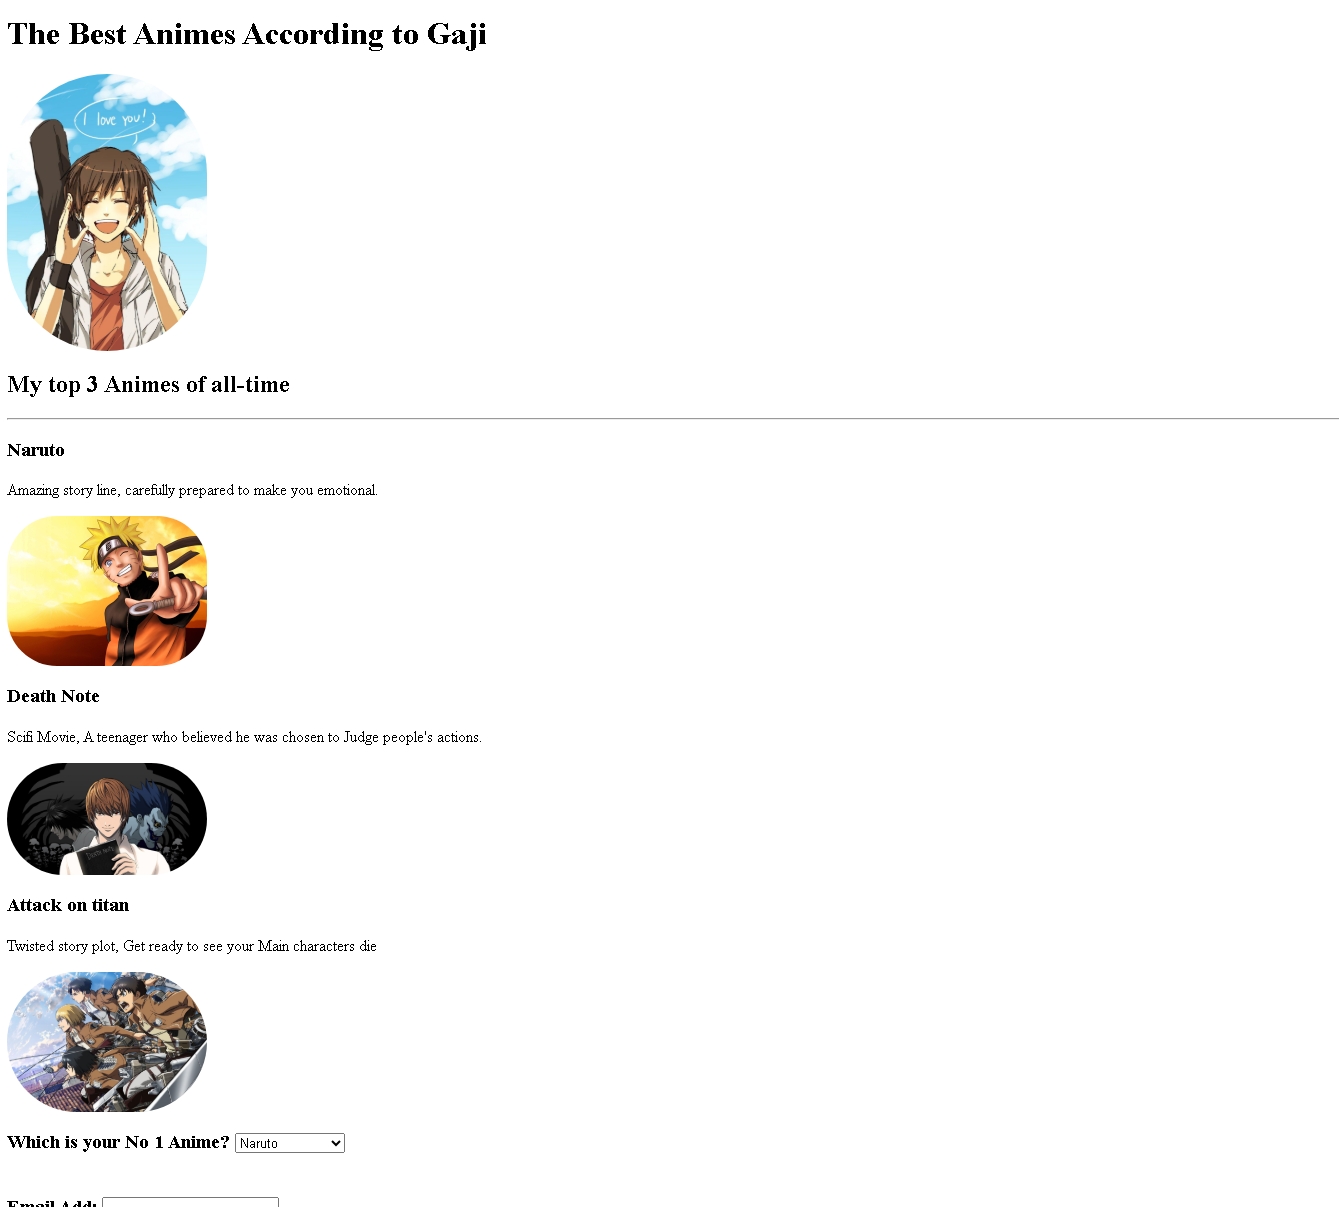 The Best Animes According to Gaji
I love you!
My top 3 Animes of all-time
Naruto
Amazing story line, carefully prepared to make you emotional.
Death Note
Scifi Movie, A teenager who believed he was chosen to Judge people's actions.
Death Note
Attack on titan
Twisted story plot, Get ready to see your Main characters die
Which is your No 1 Anime? Naruto
Email Add: